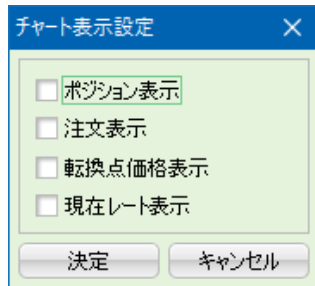 チャート表示設定
ポジション表示
注文表示
転換点価格表示
現在レート表示
決定 キャンセル